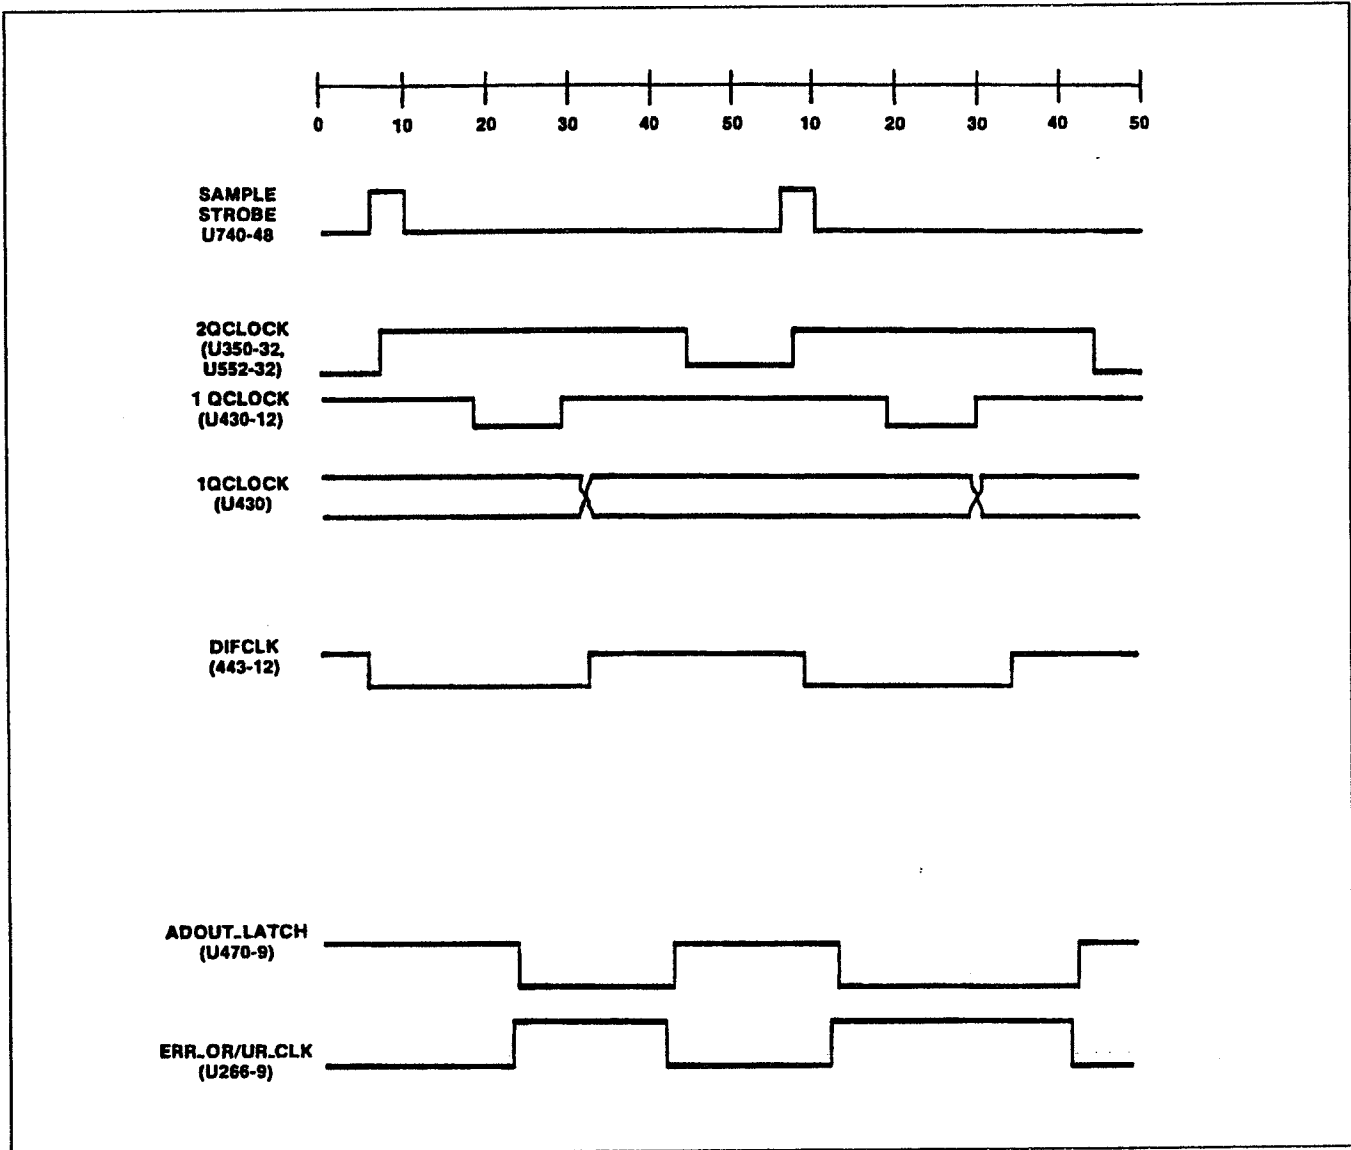 0 10 20 30 40 50 10 20 30 40 50
SAMPLE
STROBE
U740-48
2QCLOCK
(U350-32,
U552-32)
1 QCLOCK
(U430-12)
1QCLOCK
(U430)
DIFCLK
(443-12)
ADOUT_LATCH
(U470-9)
ERR_OR/UR_CLK
(U266-9)